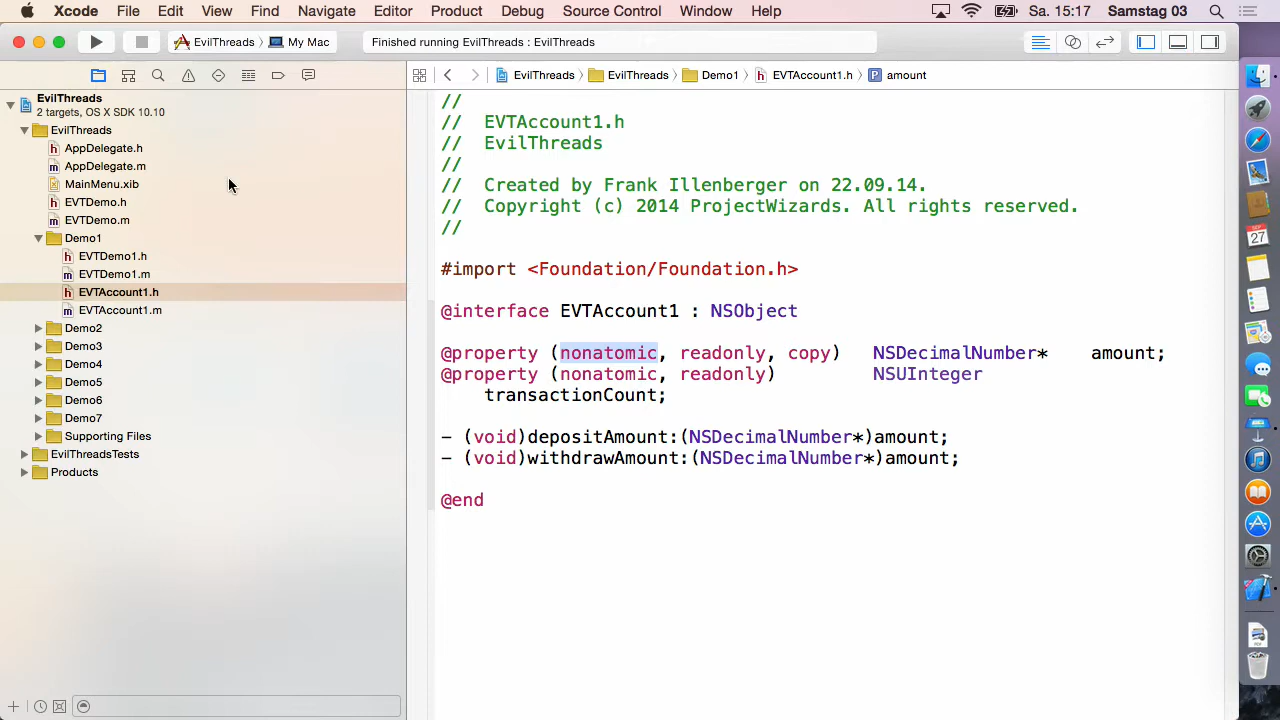 Xcode File Edit View Find Navigate Editor Product Debug Source Control Window Help Sa. 15:17 Samstag 03
EvilThreads My Mac Finished running EvilThreads : EvilThreads
EvilThreads EvilThreads Demo1 EVTAccount1.h P amount
EvilThreads
2 targets, OS X SDK 10.10
EvilThreads
h AppDelegate.h
m AppDelegate.m
MainMenu.xib
h EVTDemo.h
m EVTDemo.m
Demo1
h EVTDemo1.h
m EVTDemo1.m
h EVTAccount1.h
m EVTAccount1.m
Demo2
Demo3
Demo4
Demo5
Demo6
Demo7
Supporting Files
EvilThreadsTests
Products
//
// EVTAccount1.h
// EvilThreads
//
// Created by Frank Illenberger on 22.09.14.
// Copyright (c) 2014 ProjectWizards. All rights reserved.
//
#import <Foundation/Foundation.h>
@interface EVTAccount1 : NSObject
@property (nonatomic, readonly, copy) NSDecimalNumber* amount;
@property (nonatomic, readonly) NSUInteger
transactionCount;
- (void)depositAmount:(NSDecimalNumber*)amount;
- (void)withdrawAmount:(NSDecimalNumber*)amount;
@end
SEP
27